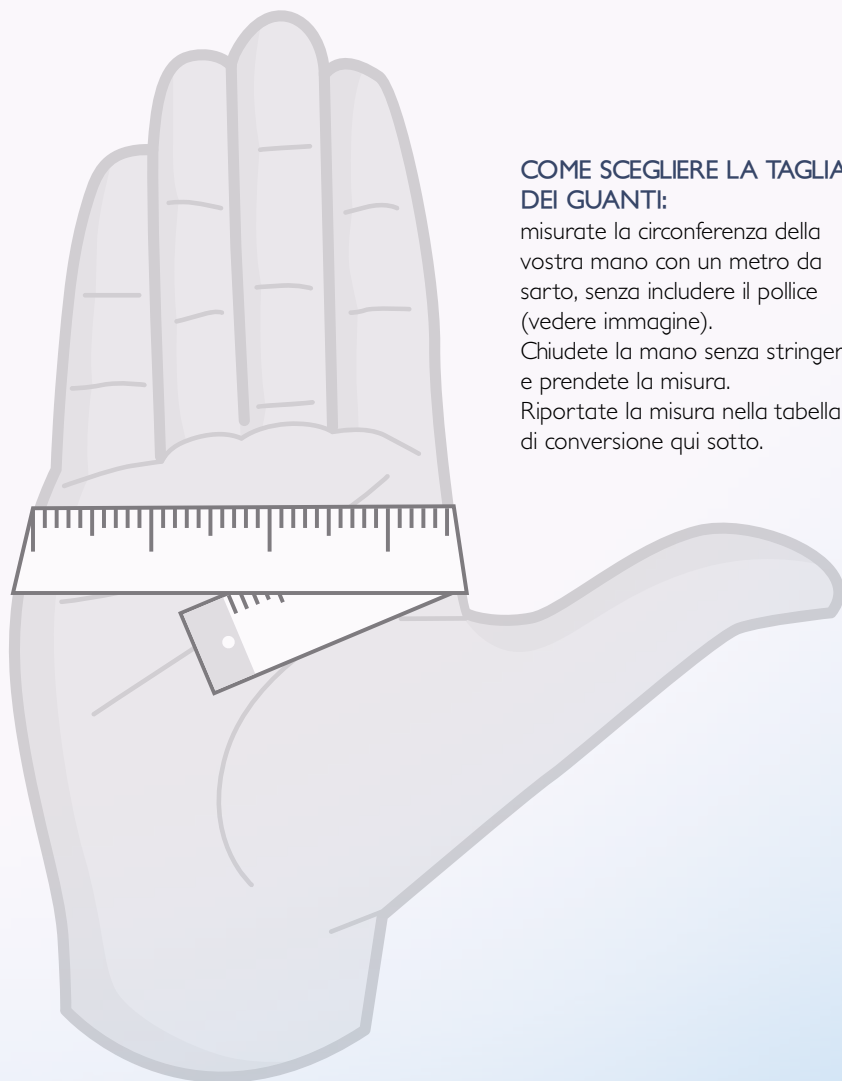 COME SCEGLIERE LA TAGLIA
DEI GUANTI:
misurate la circonferenza della
vostra mano con un metro da
sarto, senza includere il pollice
(vedere immagine).
Chiudete la mano senza stringer
e prendete la misura.
Riportate la misura nella tabella
di conversione qui sotto.